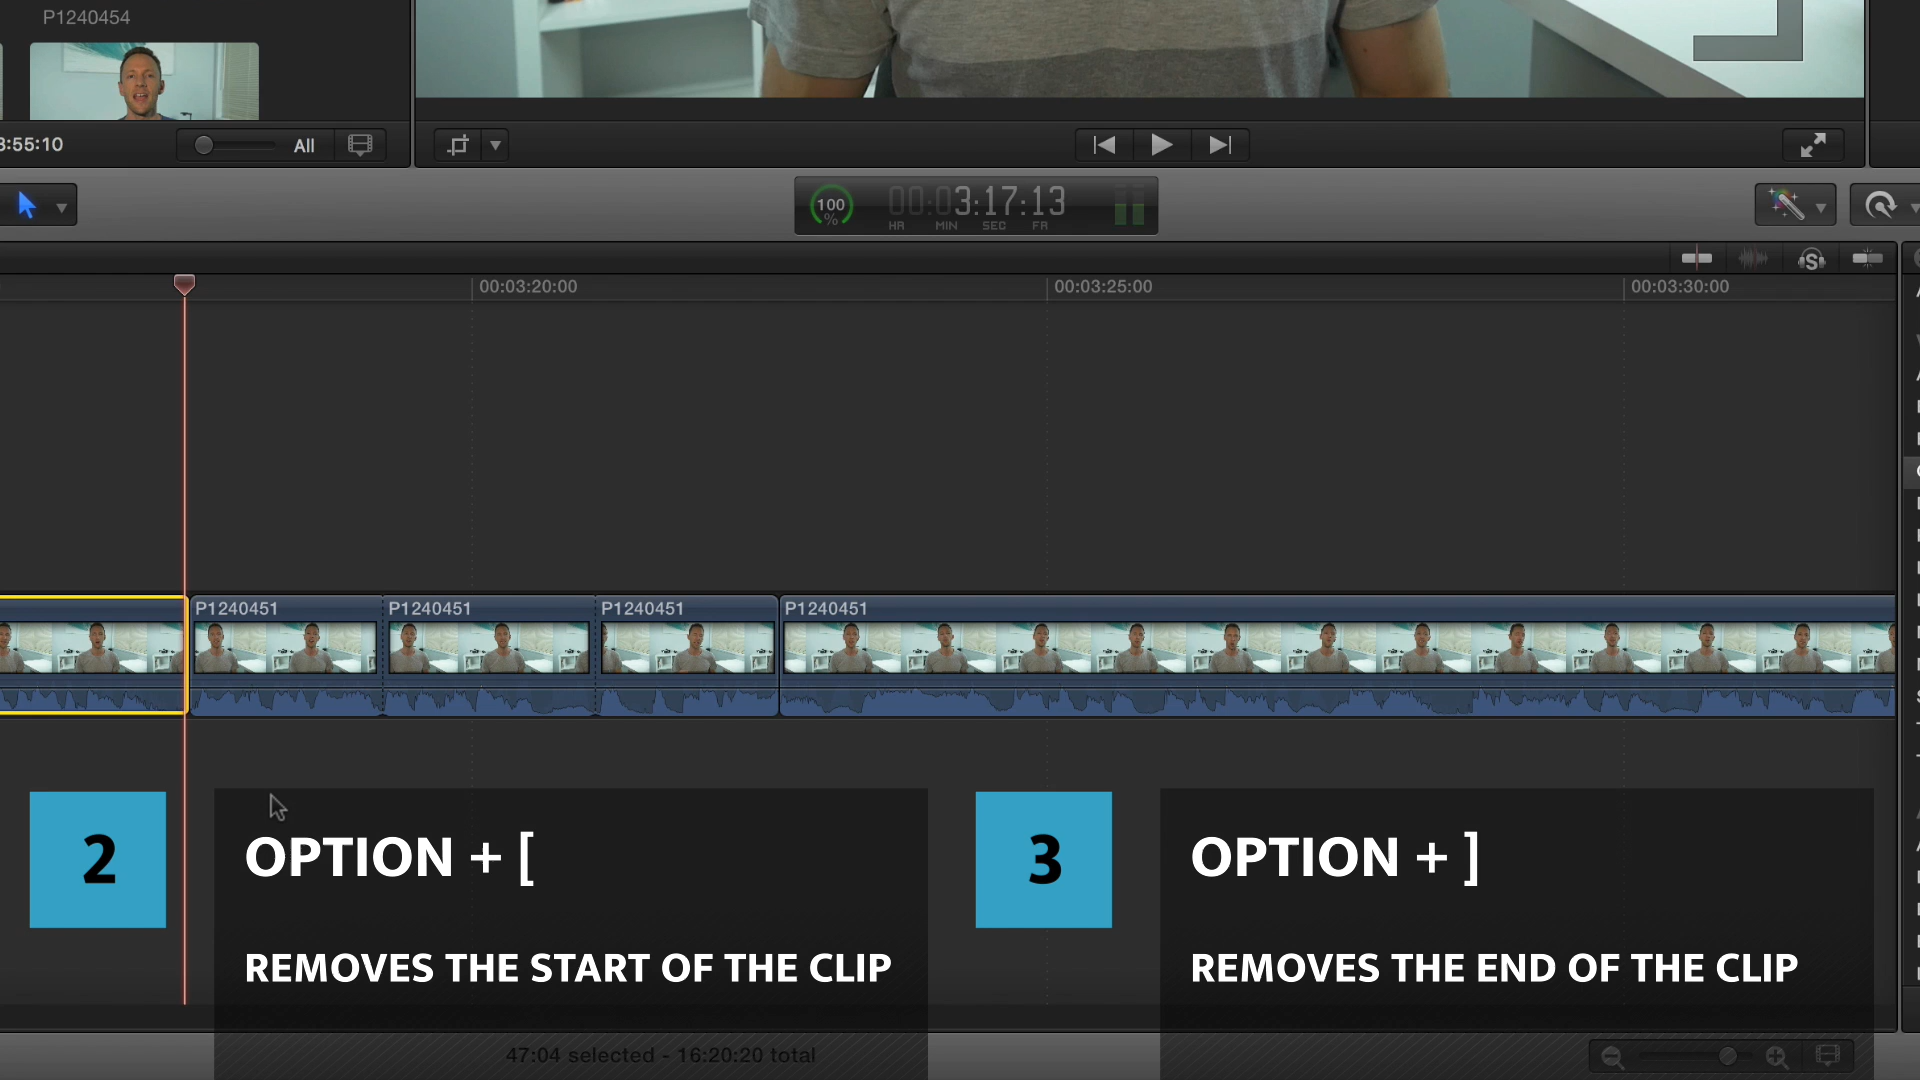 P1240454
3:55:10
All
100
%
00:03:17:13
HR MIN SEC FR
00:03:20:00
00:03:25:00
00:03:30:00
P1240451
P1240451
P1240451
P1240451
2
OPTION + [
REMOVES THE START OF THE CLIP
3
OPTION + ]
REMOVES THE END OF THE CLIP
47:04 selected - 16:20:20 total